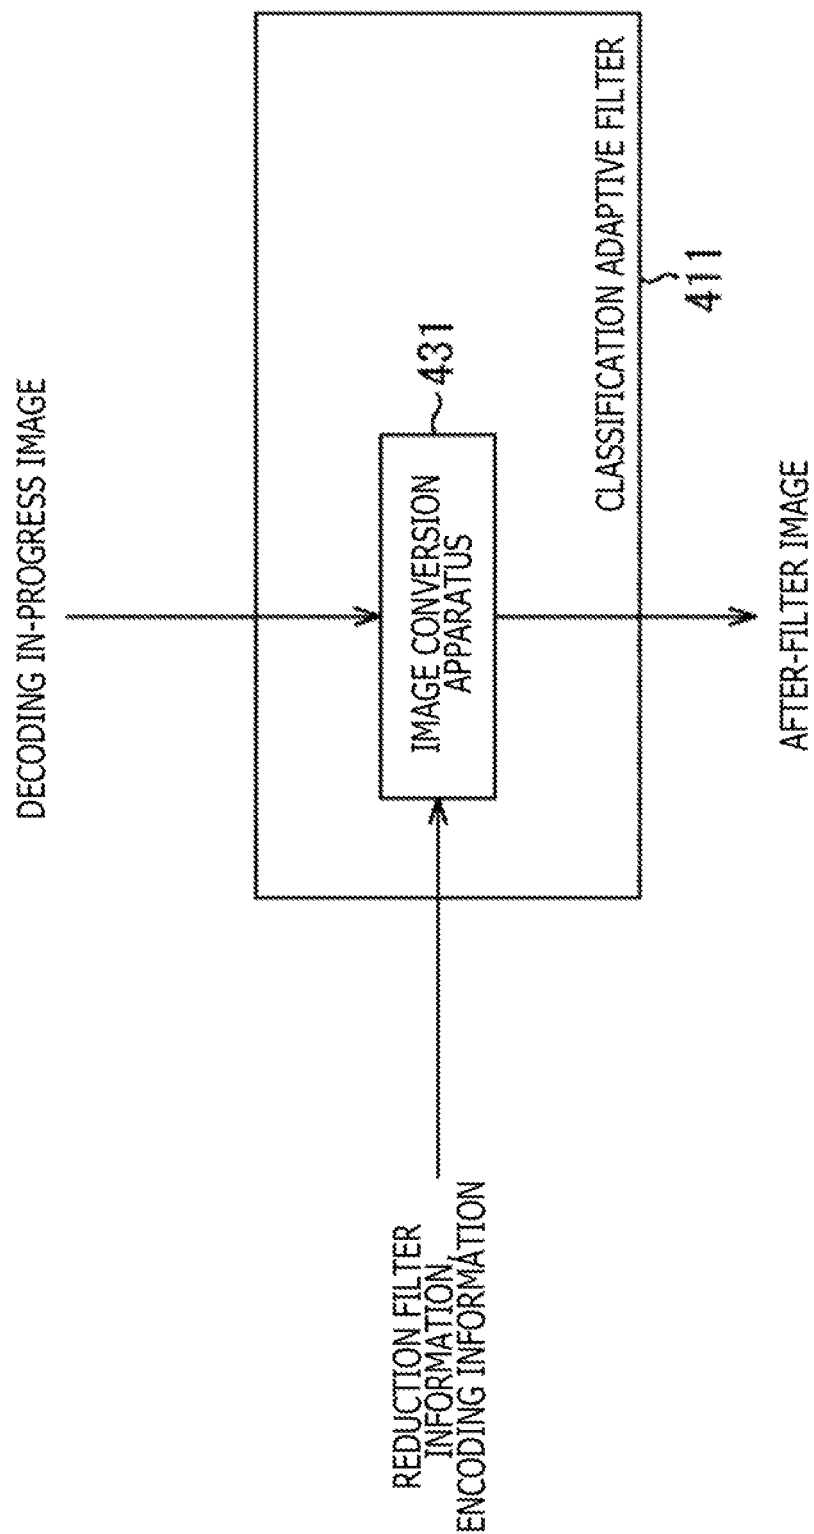 DECODING IN-PROGRESS IMAGE
431
IMAGE CONVERSION
APPARATUS
CLASSIFICATION ADAPTIVE FILTER
411
AFTER-FILTER IMAGE
REDUCTION FILTER
INFORMATION,
ENCODING INFORMATION